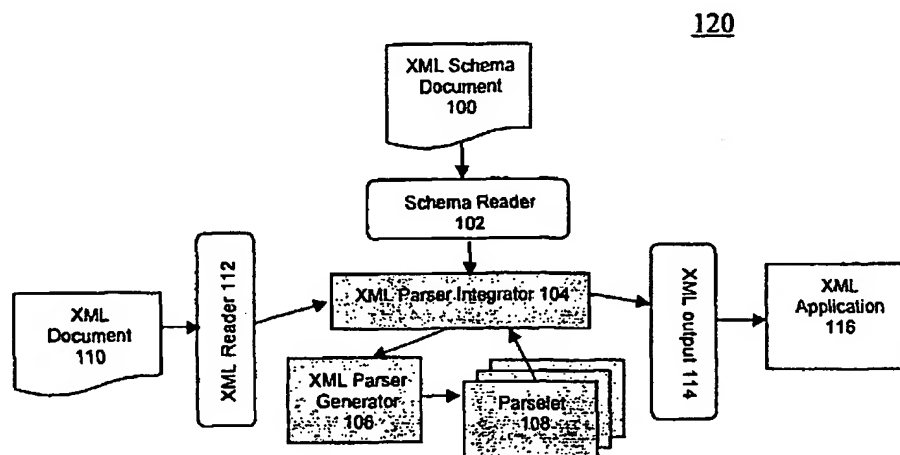 120
XML Schema
Document
100
Schema Reader
102
XML Parser Integrator 104
XML
Document
110
XML Reader 112
XML Parser
Generator
106
Parselet
108
XML output 114
XML
Application
116